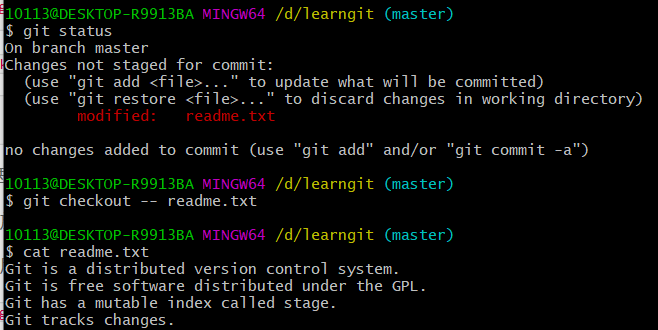 10113@DESKTOP-R9913BA MINGW64 /d/learngit (master)
$ git status
On branch master
Changes not staged for commit:
  (use "git add <file>..." to update what will be committed)
  (use "git restore <file>..." to discard changes in working directory)
        modified:   readme.txt

no changes added to commit (use "git add" and/or "git commit -a")

10113@DESKTOP-R9913BA MINGW64 /d/learngit (master)
$ git checkout -- readme.txt

10113@DESKTOP-R9913BA MINGW64 /d/learngit (master)
$ cat readme.txt
Git is a distributed version control system.
Git is free software distributed under the GPL.
Git has a mutable index called stage.
Git tracks changes.